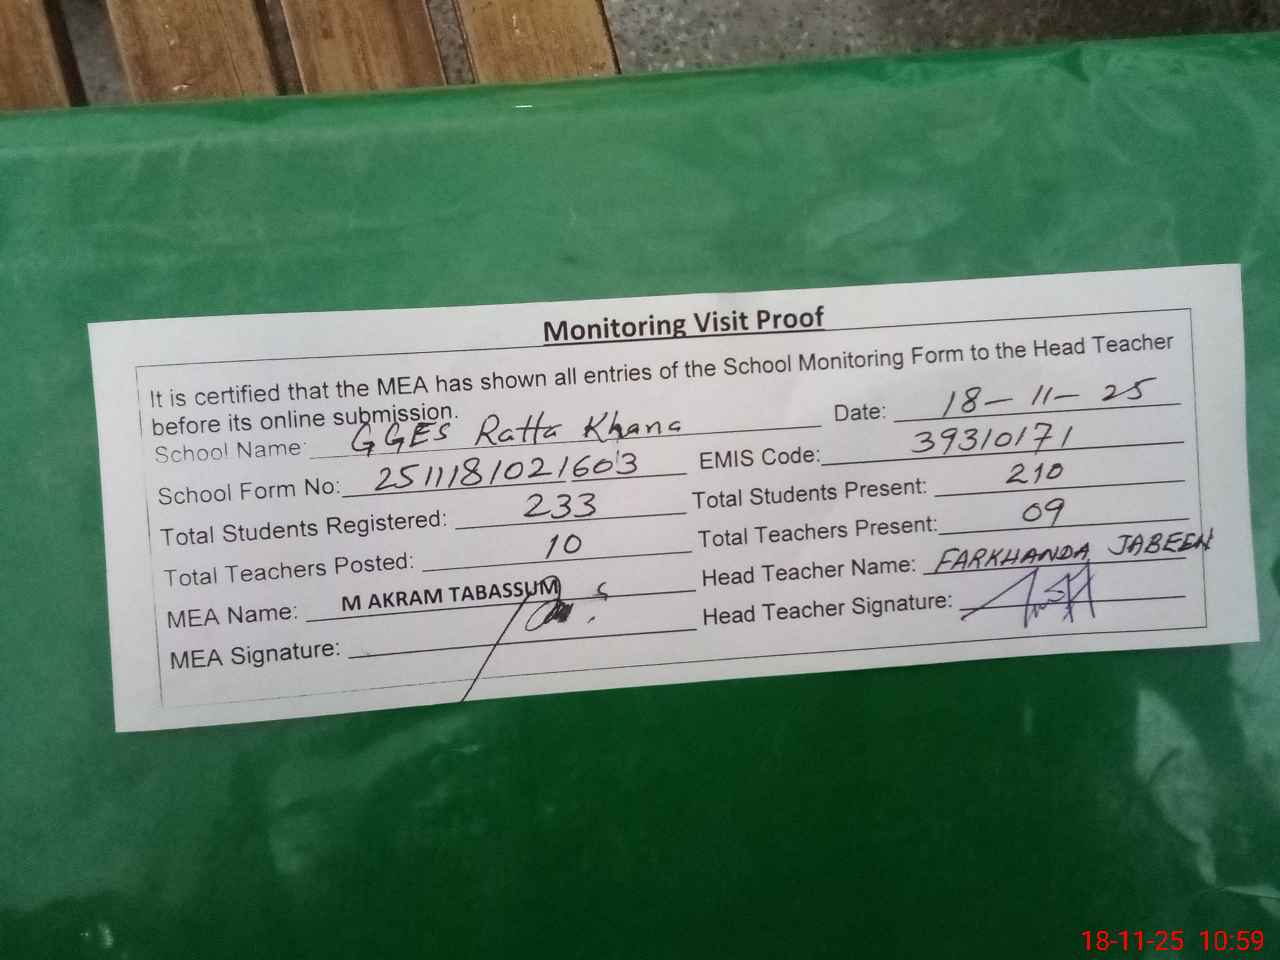 Monitoring Visit Proof
It is certified that the MEA has shown all entries of the School Monitoring Form to the Head Teacher
before its online submission.
School Name: GGES Ratta Khana Date: 18-11-25
School Form No: 2511181021603 EMIS Code: 39310171
Total Students Registered: 233 Total Students Present: 210
Total Teachers Posted: 10 Total Teachers Present: 09
MEA Name: M AKRAM TABASSUM Head Teacher Name: FARKHANDA JABEEN
MEA Signature: Head Teacher Signature:
18-11-25 10:59